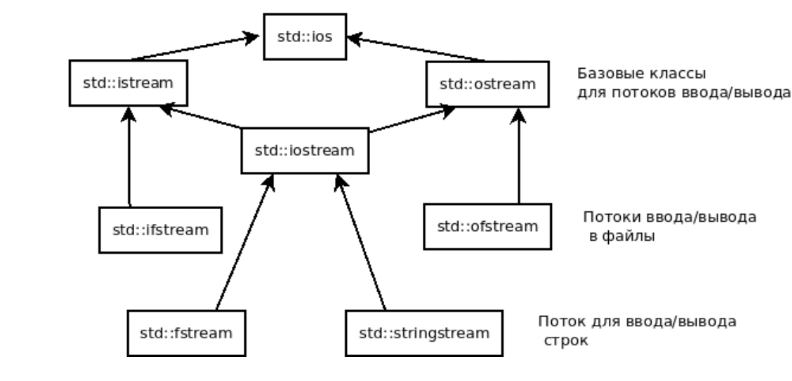 std::ios
std::istream
std::ostream
Базовые классы
для потоков ввода/вывода
std::iostream
std::ifstream
std::ofstream
Потоки ввода/вывода
в файлы
std::fstream
std::stringstream
Поток для ввода/вывода
строк